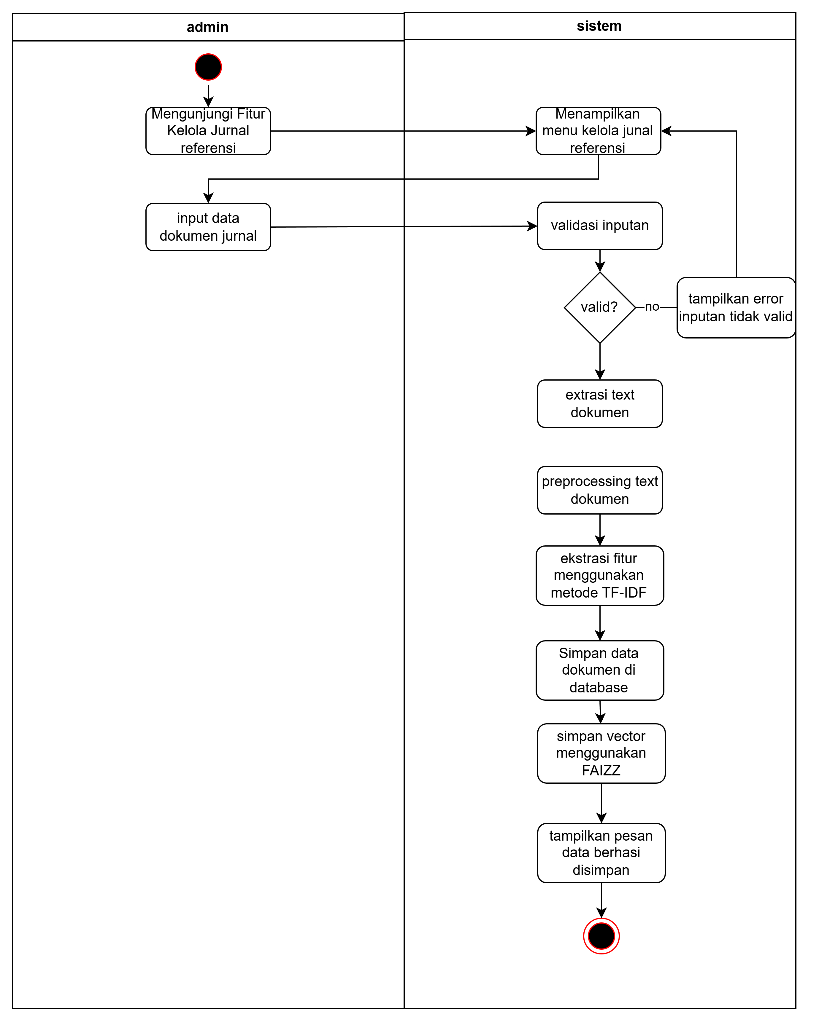 admin
sistem
Mengunjungi Fitur
Kelola Jurnal
referensi
Menampilkan
menu kelola junal
referensi
input data
dokumen jurnal
validasi inputan
valid?
no
tampilkan error
inputan tidak valid
extrasi text
dokumen
preprocessing text
dokumen
ekstrasi fitur
menggunakan
metode TF-IDF
Simpan data
dokumen di
database
simpan vector
menggunakan
FAIZZ
tampilkan pesan
data berhasi
disimpan